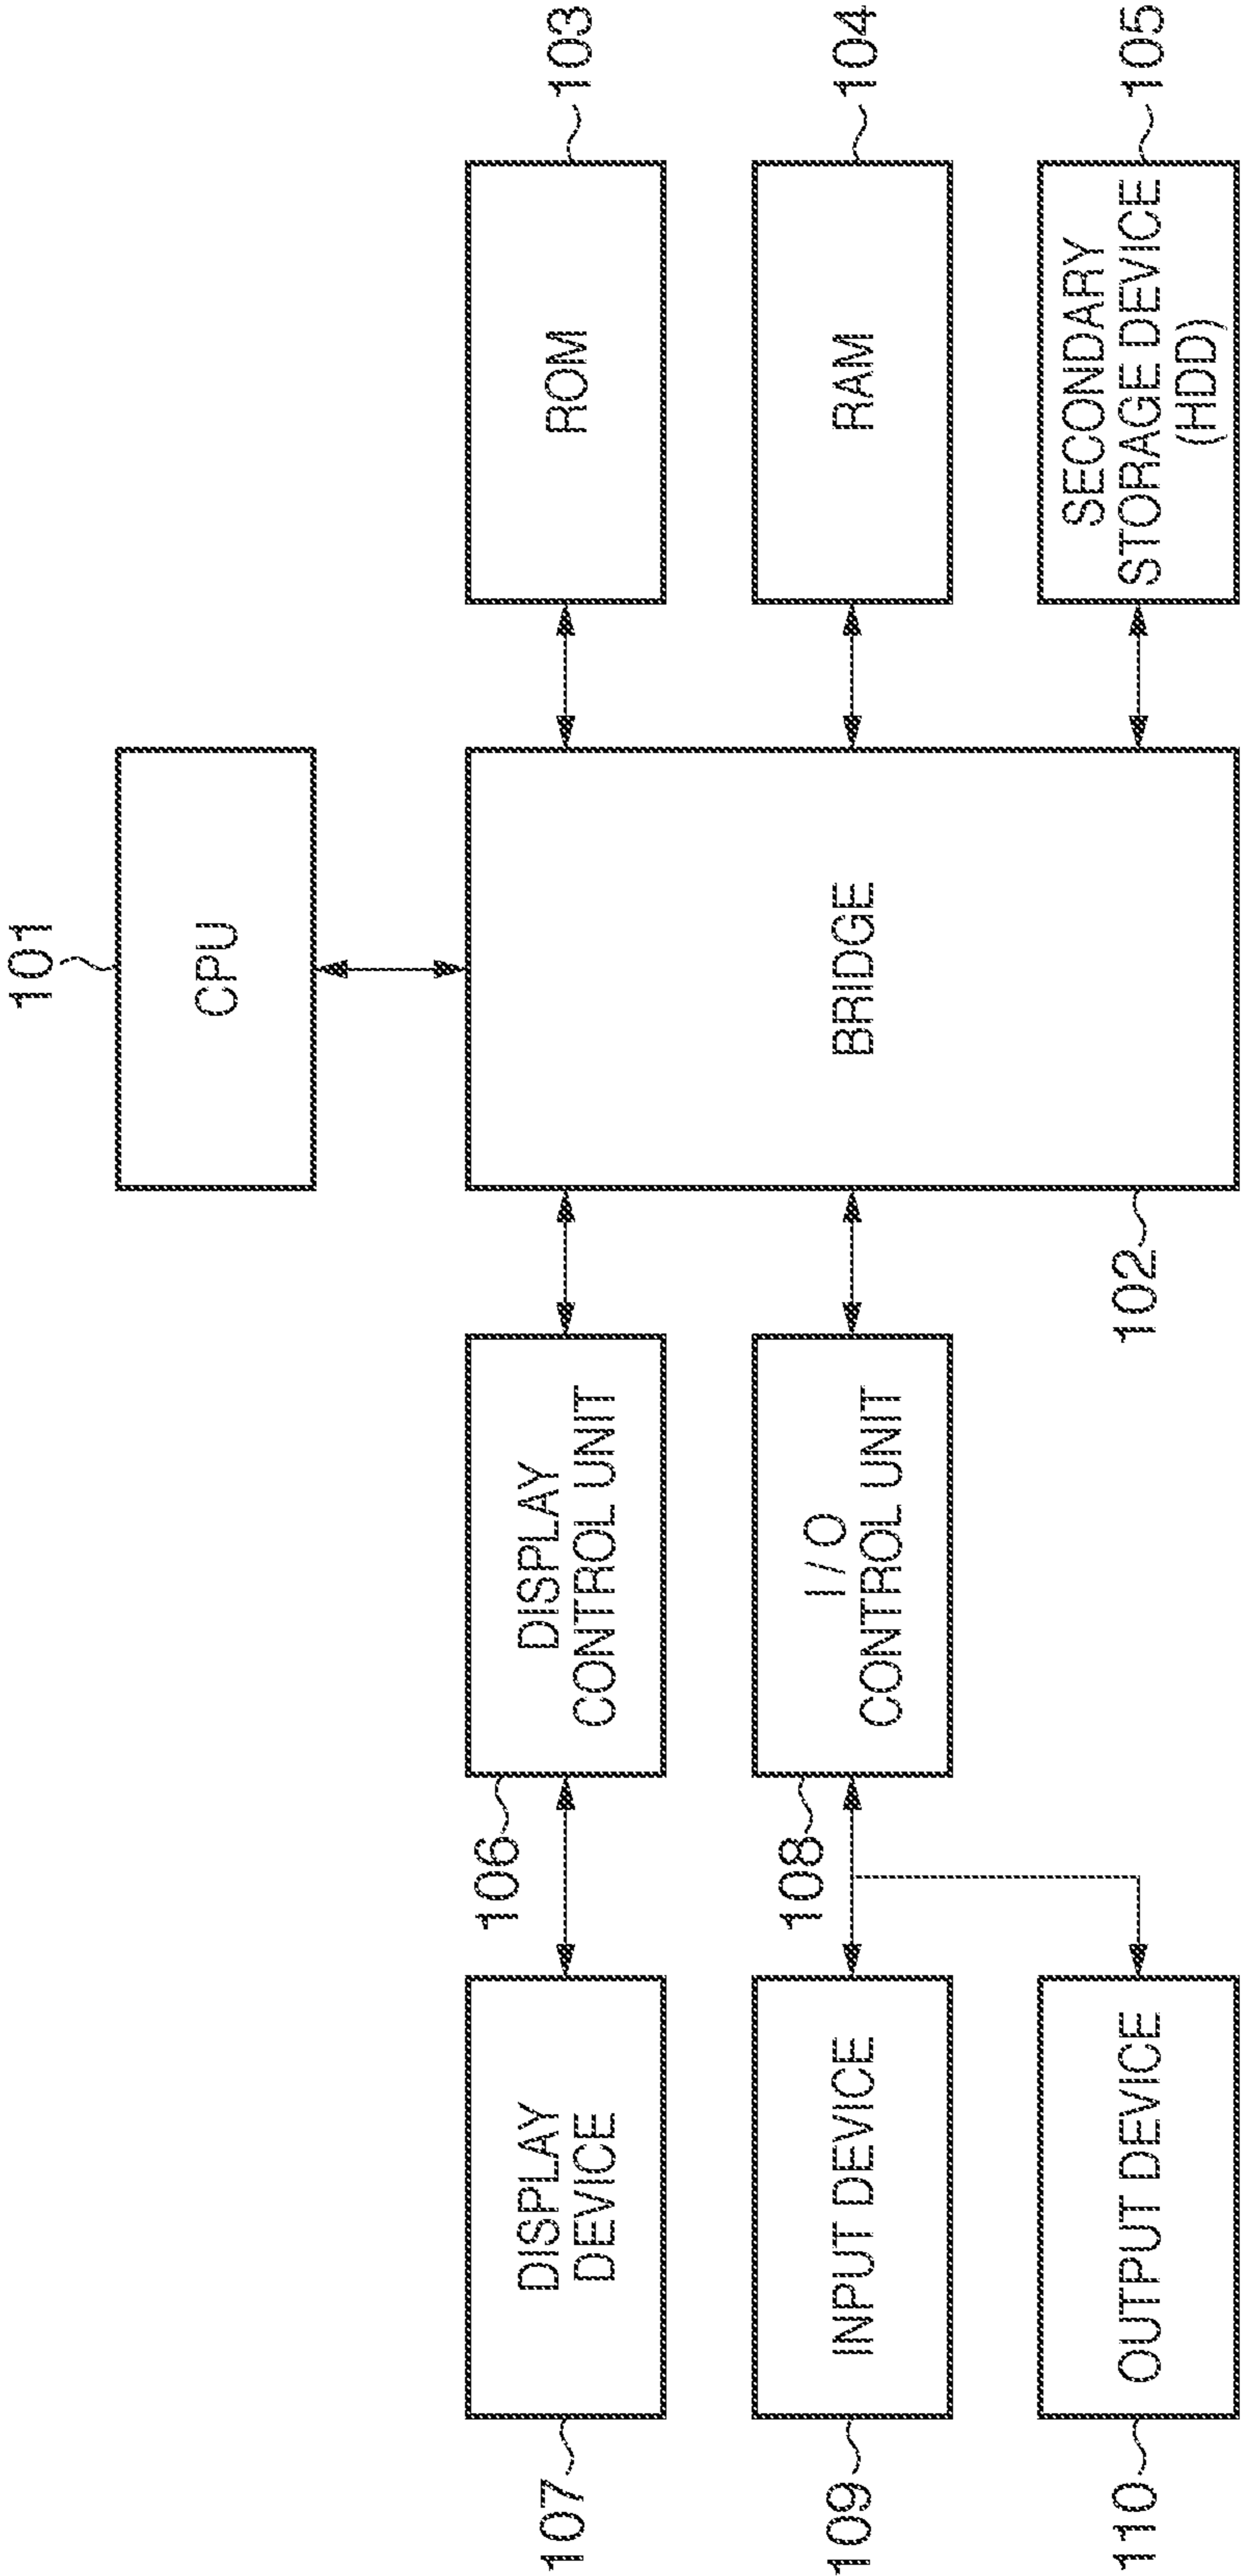 101
CPU
DISPLAY
DEVICE
107
DISPLAY
CONTROL UNIT
106
BRIDGE
102
ROM
103
INPUT DEVICE
109
I / O
CONTROL UNIT
108
RAM
104
OUTPUT DEVICE
110
SECONDARY
STORAGE DEVICE
(HDD)
105